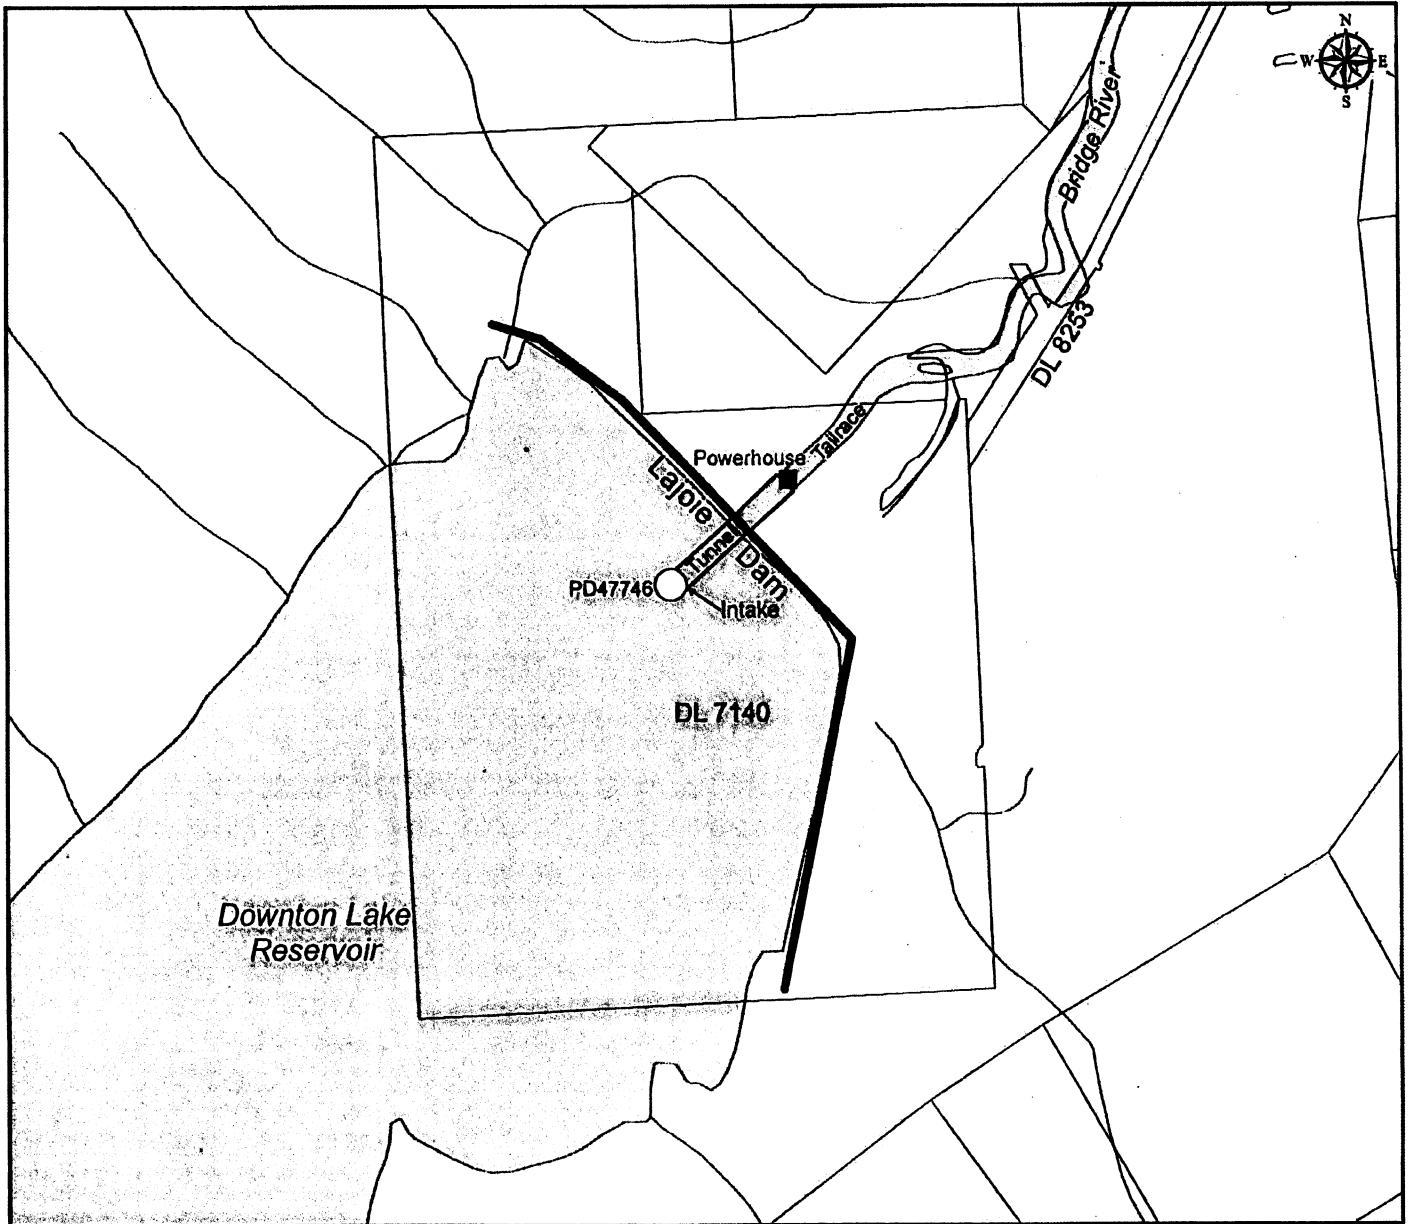 N
W E
S
Bridge River
DL 8253
Tailrace
Powerhouse
Lajoie Dam
Tunnel
PD47746
Intake
DL 7140
Downton Lake
Reservoir